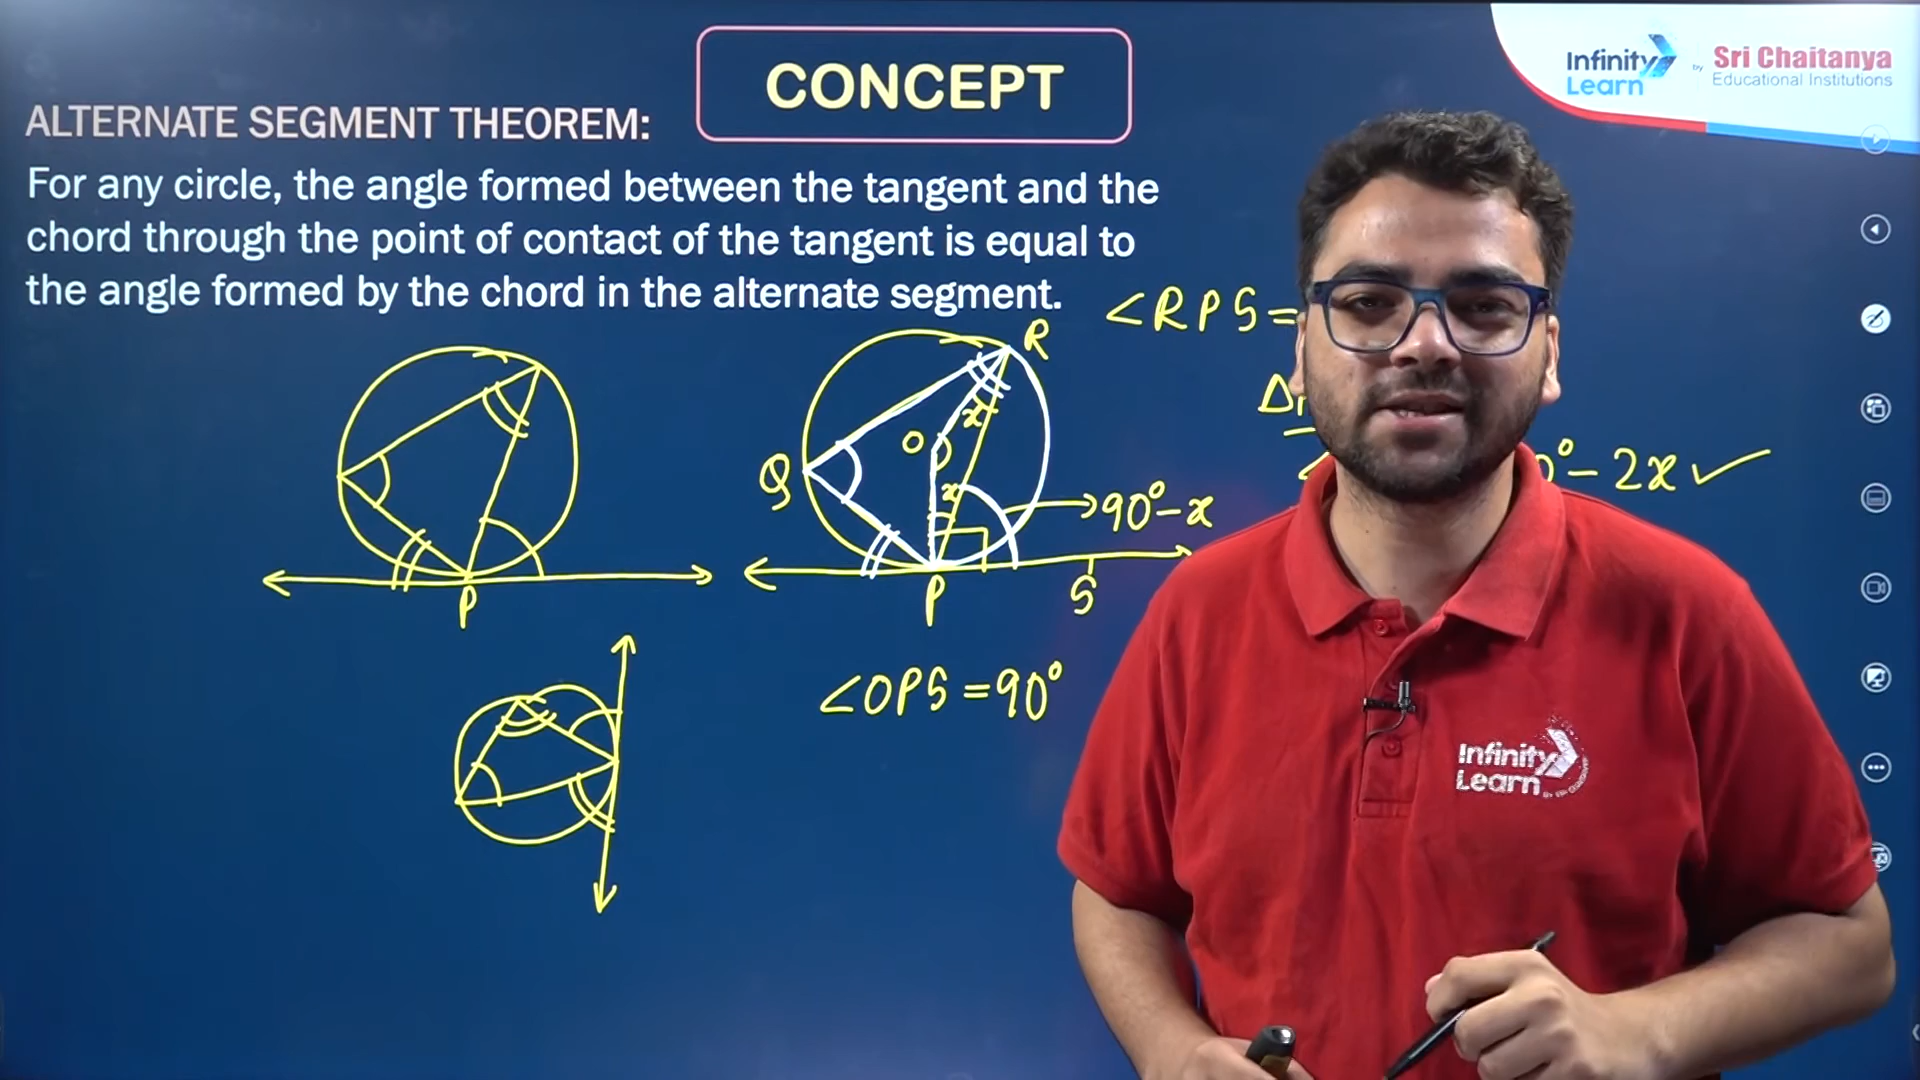 CONCEPT
Infinity Learn by Sri Chaitanya Educational Institutions
ALTERNATE SEGMENT THEOREM:
For any circle, the angle formed between the tangent and the
chord through the point of contact of the tangent is equal to
the angle formed by the chord in the alternate segment.
∠RPS=
R
Δ
x
O
Q
0°-2x ✓
x
90°-x
P
P
S
∠OPS=90°
Infinity Learn